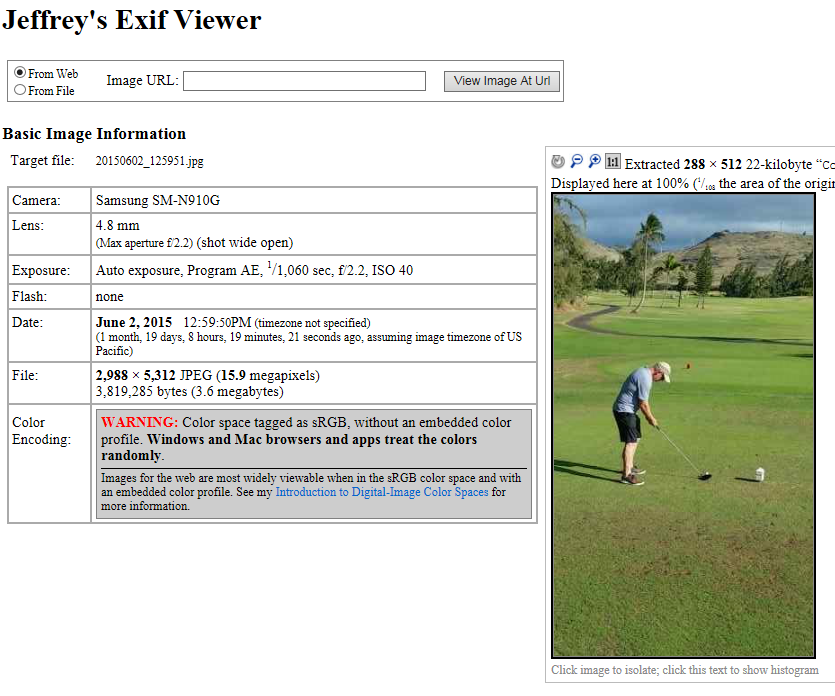 Jeffrey's Exif Viewer
From Web
From File
Image URL:
View Image At Url
Basic Image Information
Target file: 20150602_125951.jpg
Camera: Samsung SM-N910G
Lens: 4.8 mm
(Max aperture f/2.2) (shot wide open)
Exposure: Auto exposure, Program AE, 1/1,060 sec, f/2.2, ISO 40
Flash: none
Date: June 2, 2015 12:59:50PM (timezone not specified)
(1 month, 19 days, 8 hours, 19 minutes, 21 seconds ago, assuming image timezone of US
Pacific)
File: 2,988 × 5,312 JPEG (15.9 megapixels)
3,819,285 bytes (3.6 megabytes)
Color
Encoding:
WARNING: Color space tagged as sRGB, without an embedded color
profile. Windows and Mac browsers and apps treat the colors
randomly.
Images for the web are most widely viewable when in the sRGB color space and with
an embedded color profile. See my Introduction to Digital-Image Color Spaces for
more information.
1:1 Extracted 288 × 512 22-kilobyte “Co
Displayed here at 100% (1/108 the area of the origin
Click image to isolate; click this text to show histogram